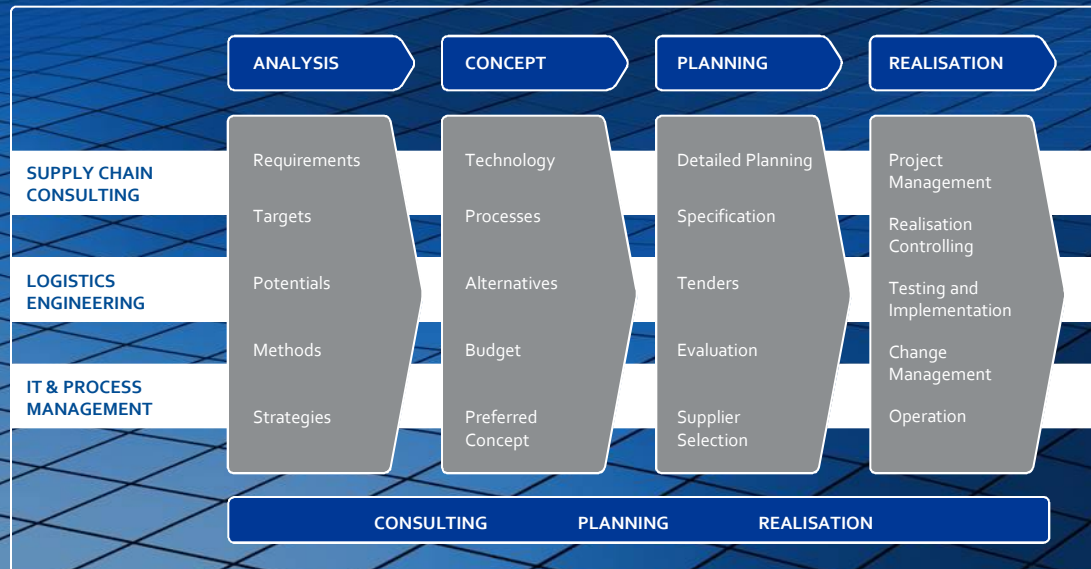 ANALYSIS
CONCEPT
PLANNING
REALISATION
SUPPLY CHAIN
CONSULTING
LOGISTICS
ENGINEERING
IT & PROCESS
MANAGEMENT
Requirements
Targets
Potentials
Methods
Strategies
Technology
Processes
Alternatives
Budget
Preferred
Concept
Detailed Planning
Specification
Tenders
Evaluation
Supplier
Selection
Project
Management
Realisation
Controlling
Testing and
Implementation
Change
Management
Operation
CONSULTING PLANNING REALISATION